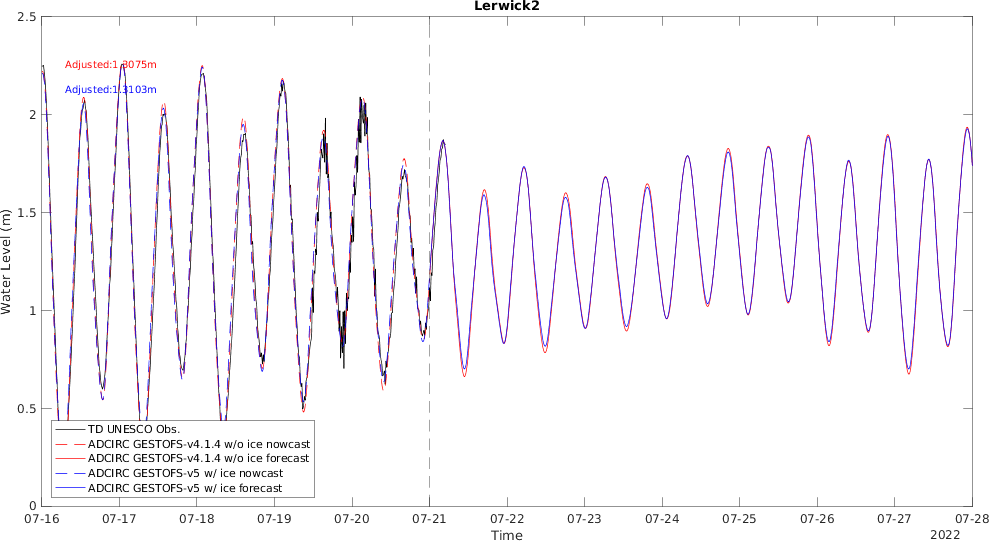 Lerwick2
2.5
Adjusted:1.3075m
Adjusted:1.3103m
2
1.5
Water Level (m)
1
0.5
TD UNESCO Obs.
ADCIRC GESTOFS-v4.1.4 w/o ice nowcast
ADCIRC GESTOFS-v4.1.4 w/o ice forecast
ADCIRC GESTOFS-v5 w/ ice nowcast
ADCIRC GESTOFS-v5 w/ ice forecast
0
07-16 07-17 07-18 07-19 07-20 07-21 07-22 07-23 07-24 07-25 07-26 07-27 07-28
Time 2022